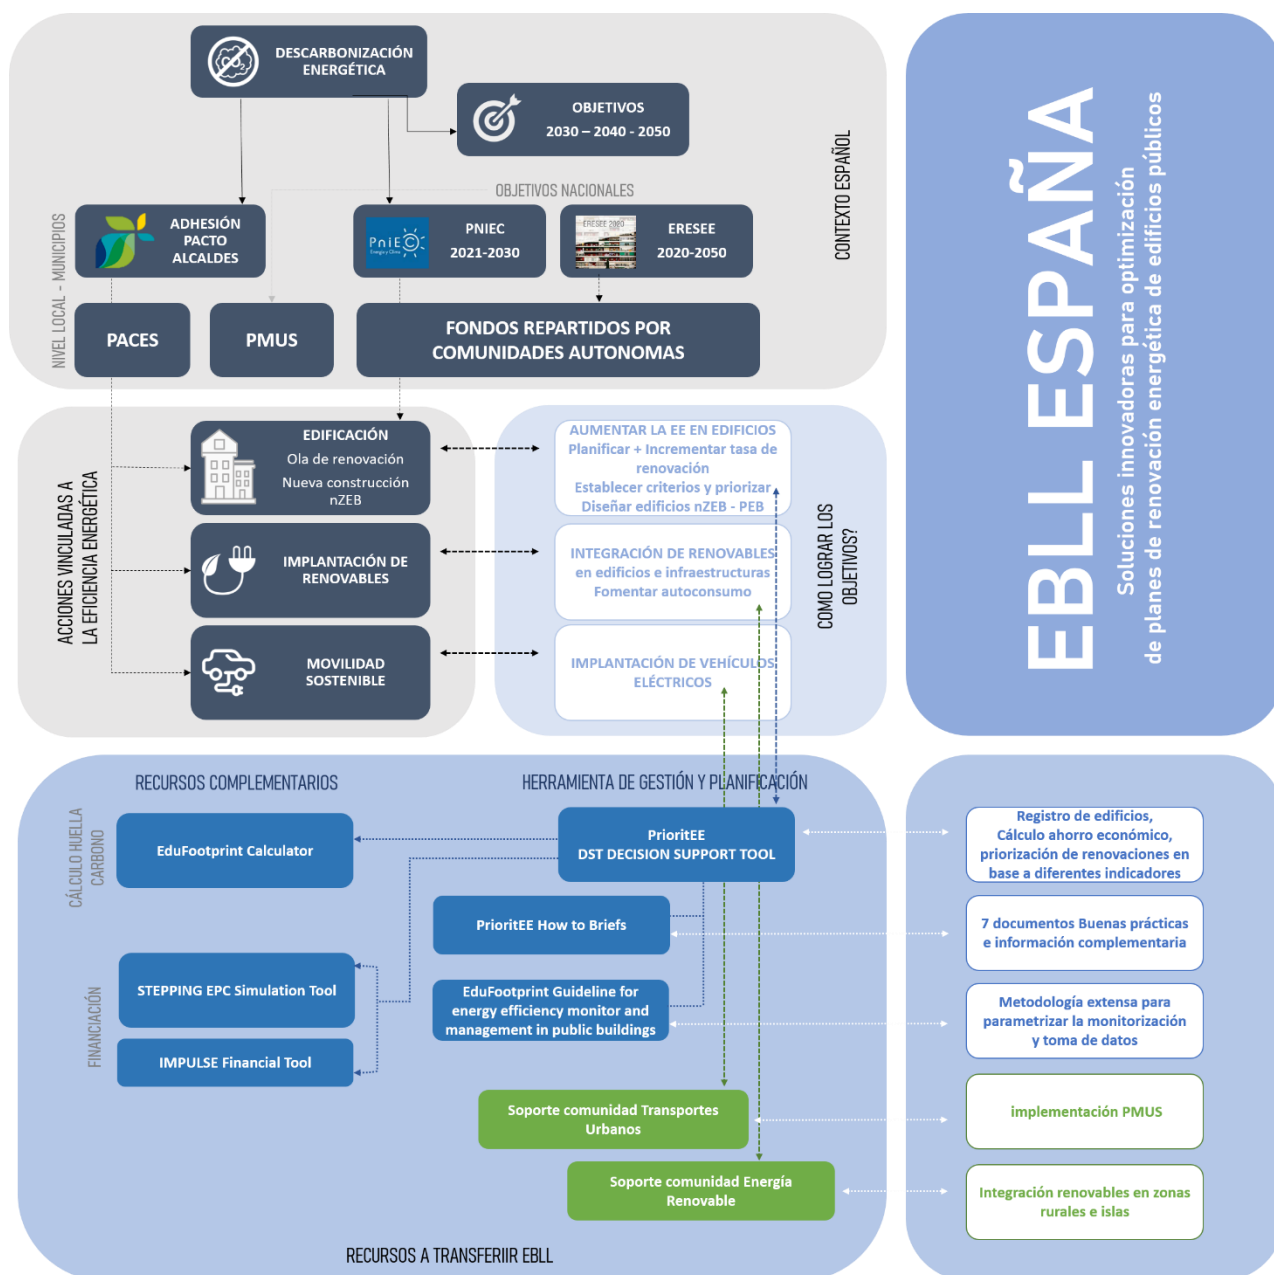 DESCARBONIZACIÓN
ENERGÉTICA
CO2
OBJETIVOS
2030 – 2040 - 2050
CONTEXTO ESPAÑOL
OBJETIVOS NACIONALES
NIVEL LOCAL - MUNICIPIOS
ADHESIÓN
PACTO
ALCALDES
PniEC
Energía y Clima
PNIEC
2021-2030
ERESEE 2020
ERESEE
2020-2050
PACES
PMUS
FONDOS REPARTIDOS POR
COMUNIDADES AUTONOMAS
EBLL ESPAÑA
Soluciones innovadoras para optimización
de planes de renovación energética de edificios públicos
ACCIONES VINCULADAS A
LA EFICIENCIA ENERGÉTICA
EDIFICACIÓN
Ola de renovación
Nueva construcción
nZEB
IMPLANTACIÓN DE
RENOVABLES
MOVILIDAD
SOSTENIBLE
AUMENTAR LA EE EN EDIFICIOS
Planificar + Incrementar tasa de
renovación
Establecer criterios y priorizar
Diseñar edificios nZEB - PEB
INTEGRACIÓN DE RENOVABLES
en edificios e infraestructuras
Fomentar autoconsumo
IMPLANTACIÓN DE VEHÍCULOS
ELÉCTRICOS
COMO LOGRAR LOS
OBJETIVOS?
RECURSOS COMPLEMENTARIOS
HERRAMIENTA DE GESTIÓN Y PLANIFICACIÓN
CÁLCULO HUELLA
CARBONO
EduFootprint Calculator
PrioritEE
DST DECISION SUPPORT TOOL
PrioritEE How to Briefs
FINANCIACIÓN
STEPPING EPC Simulation Tool
IMPULSE Financial Tool
EduFootprint Guideline for
energy efficiency monitor and
management in public buildings
Soporte comunidad Transportes
Urbanos
Soporte comunidad Energía
Renovable
RECURSOS A TRANSFERIIR EBLL
Registro de edificios,
Cálculo ahorro económico,
priorización de renovaciones en
base a diferentes indicadores
7 documentos Buenas prácticas
e información complementaria
Metodología extensa para
parametrizar la monitorización
y toma de datos
implementación PMUS
Integración renovables en zonas
rurales e islas